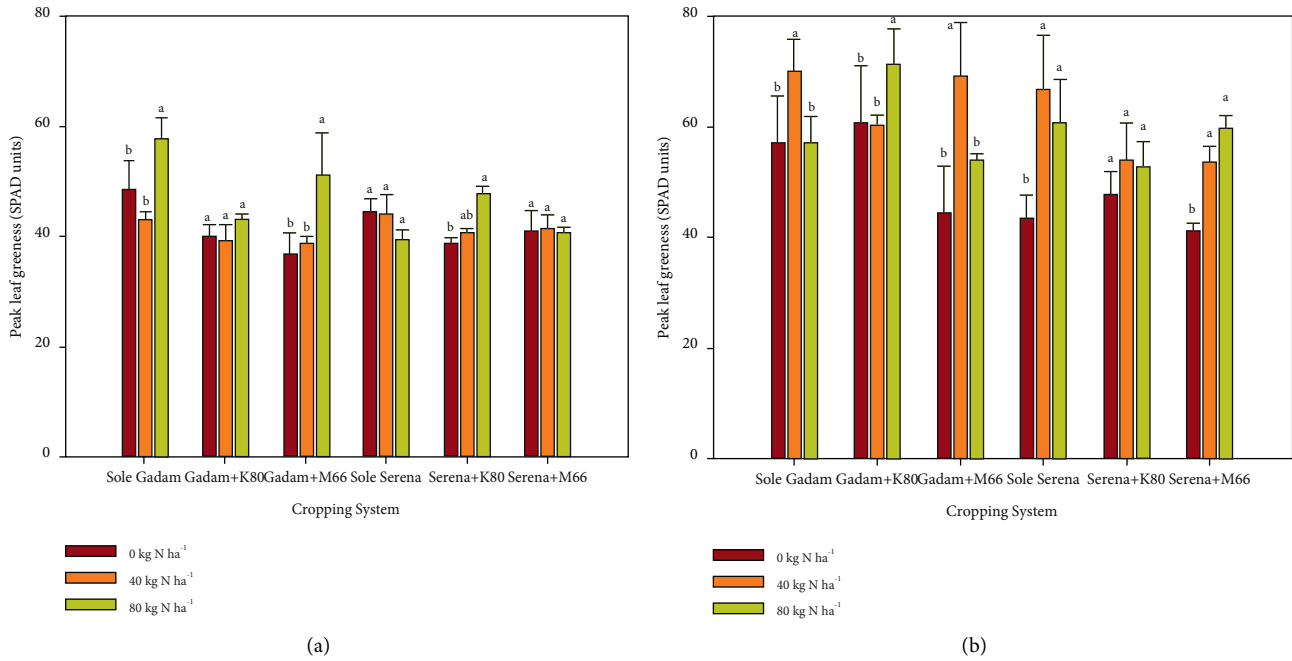 80
60
40
20
0
Peak leaf greeness (SPAD units)
b
b
a
a
a
a
b
b
a
a
a
a
b
ab
a
a
a
a
Sole Gadam
Gadam+K80
Gadam+M66
Sole Serena
Serena+K80
Serena+M66
Cropping System
0 kg N ha⁻¹
40 kg N ha⁻¹
80 kg N ha⁻¹
(a)
80
60
40
20
0
Peak leaf greeness (SPAD units)
b
a
b
b
b
a
b
a
b
b
a
a
a
a
a
b
a
a
Sole Gadam
Gadam+K80
Gadam+M66
Sole Serena
Serena+K80
Serena+M66
Cropping System
0 kg N ha⁻¹
40 kg N ha⁻¹
80 kg N ha⁻¹
(b)